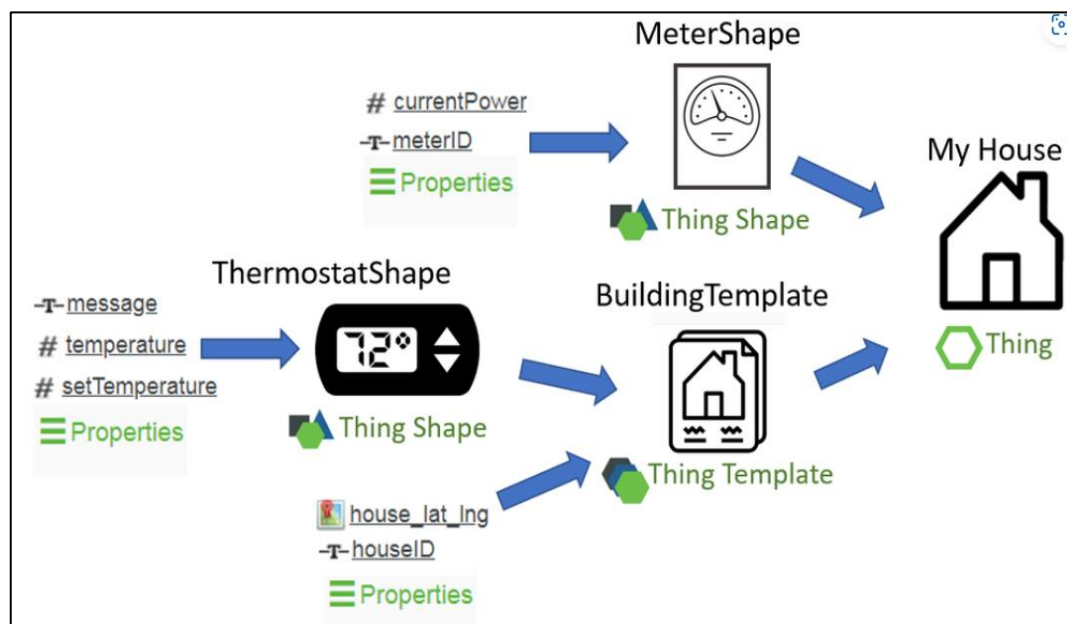 MeterShape
# currentPower
-T- meterID
Properties
Thing Shape
My House
Thing
ThermostatShape
-T- message
# temperature
# setTemperature
Properties
72°
Thing Shape
BuildingTemplate
Thing Template
house_lat_lng
-T- houseID
Properties